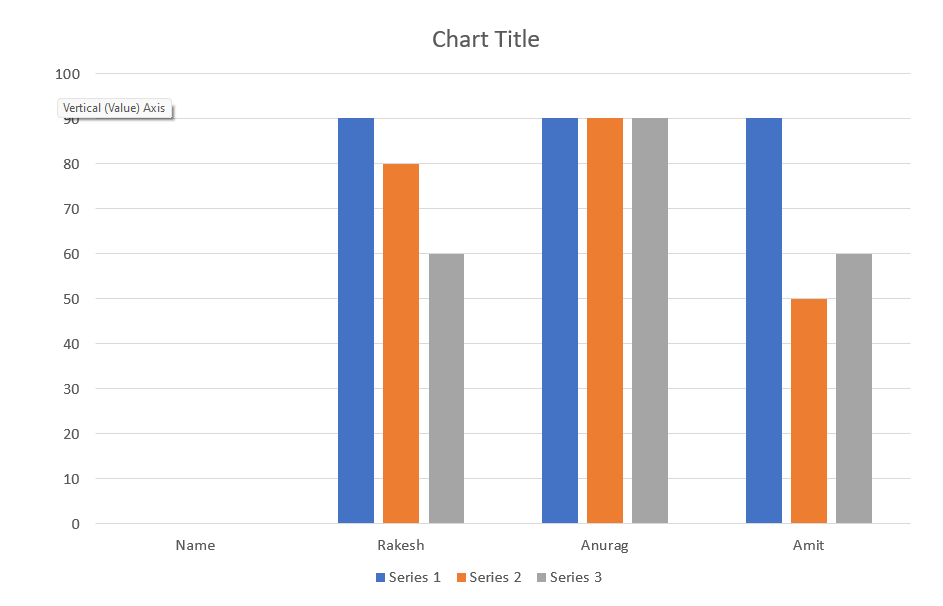 Chart Title
100
Vertical (Value) Axis
90
80
70
60
50
40
30
20
10
0
Name Rakesh Anurag Amit
Series 1 Series 2 Series 3